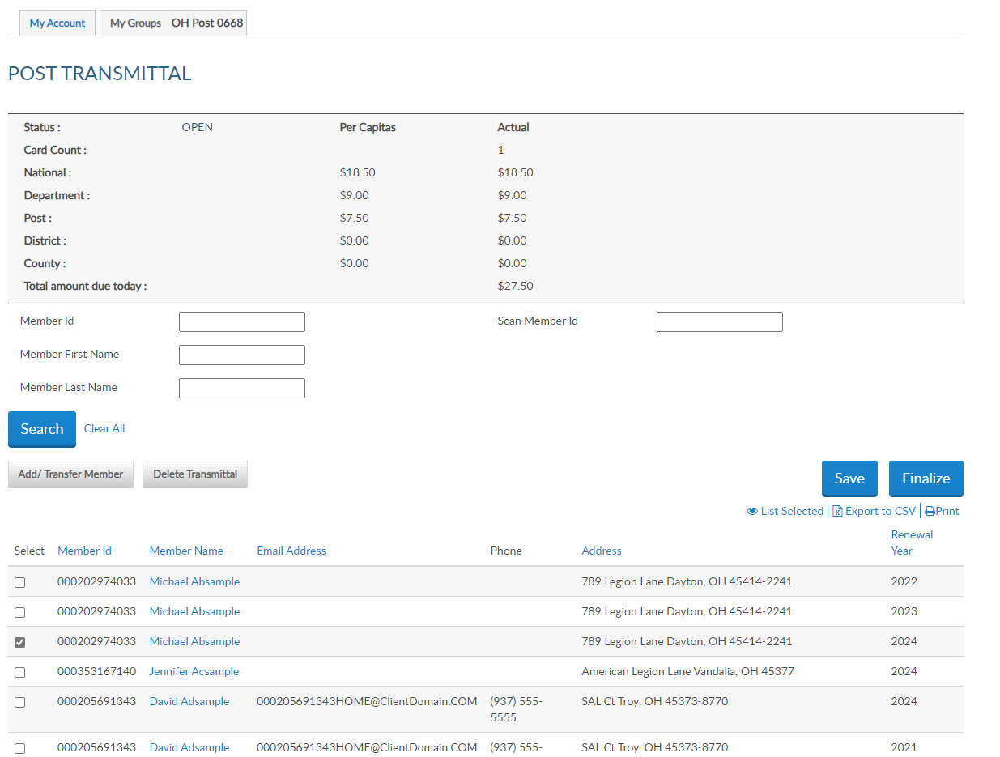 My Account My Groups OH Post 0668
POST TRANSMITTAL
Status : OPEN Per Capitas Actual
Card Count : 1
National : $18.50 $18.50
Department : $9.00 $9.00
Post : $7.50 $7.50
District : $0.00 $0.00
County : $0.00 $0.00
Total amount due today : $27.50
Member Id Scan Member Id
Member First Name
Member Last Name
Search Clear All
Add/ Transfer Member Delete Transmittal Save Finalize
List Selected Export to CSV Print
Renewal
Select Member Id Member Name Email Address Phone Address Year
000202974033 Michael Absample 789 Legion Lane Dayton, OH 45414-2241 2022
000202974033 Michael Absample 789 Legion Lane Dayton, OH 45414-2241 2023
000202974033 Michael Absample 789 Legion Lane Dayton, OH 45414-2241 2024
000353167140 Jennifer Acsample American Legion Lane Vandalia, OH 45377 2024
000205691343 David Adsample 000205691343HOME@ClientDomain.COM (937) 555- SAL Ct Troy, OH 45373-8770 2024
5555
000205691343 David Adsample 000205691343HOME@ClientDomain.COM (937) 555- SAL Ct Troy, OH 45373-8770 2021